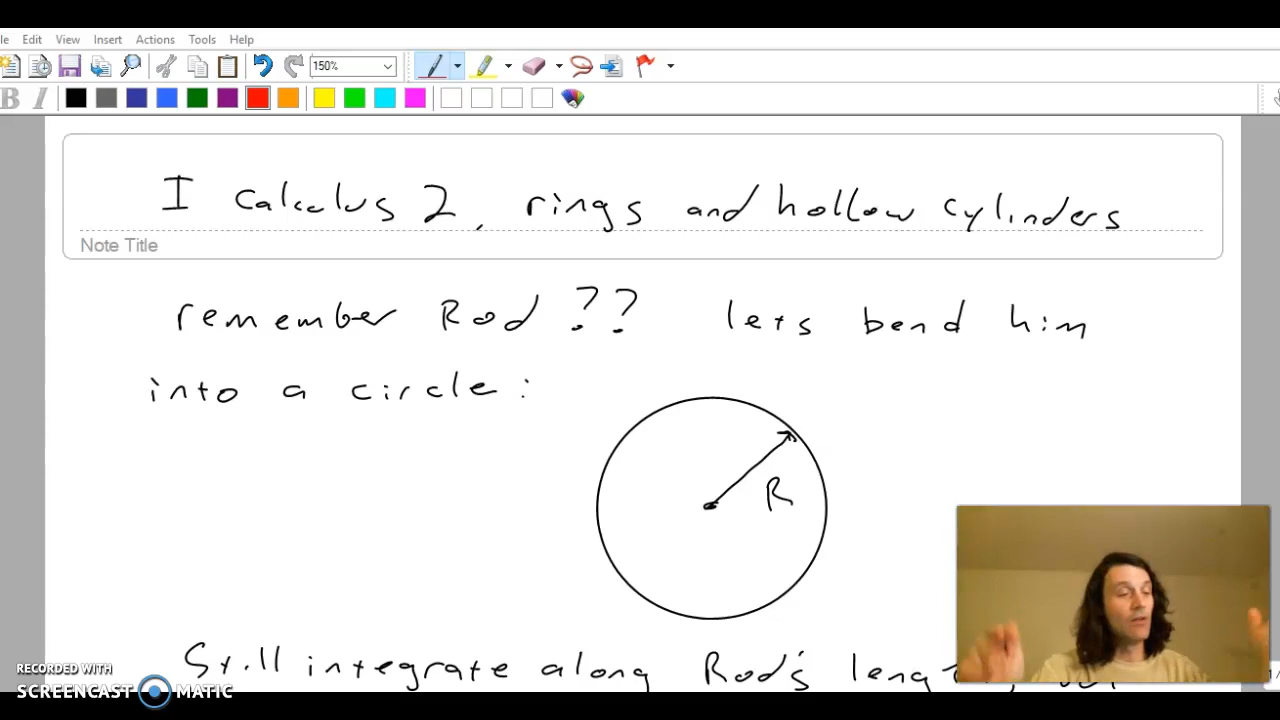 le Edit View Insert Actions Tools Help
150%
B I
I Calculus 2, rings and hollow cylinders
Note Title
remember Rod ?? lets bend him
into a circle:
R
Still integrate along Rod's
RECORDED WITH
SCREENCAST MATIC